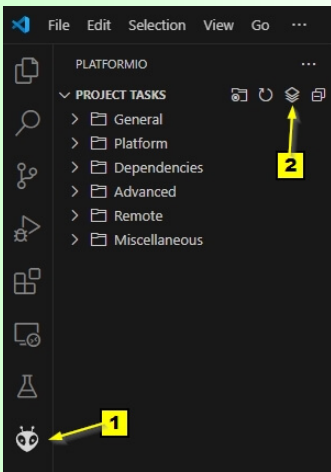 File Edit Selection View Go ...
PLATFORMIO ...
PROJECT TASKS
General
Platform
2
Dependencies
Advanced
Remote
Miscellaneous
1